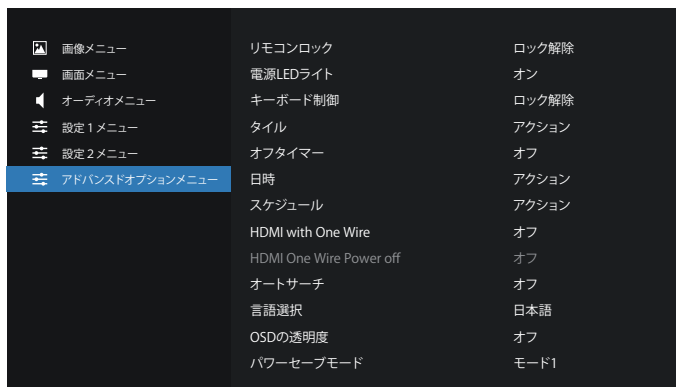 画像メニュー
画面メニュー
オーディオメニュー
設定1メニュー
設定2メニュー
アドバンスドオプションメニュー
リモコンロック ロック解除
電源LEDライト オン
キーボード制御 ロック解除
タイル アクション
オフタイマー オフ
日時 アクション
スケジュール アクション
HDMI with One Wire オフ
HDMI One Wire Power off オフ
オートサーチ オフ
言語選択 日本語
OSDの透明度 オフ
パワーセーブモード モード1